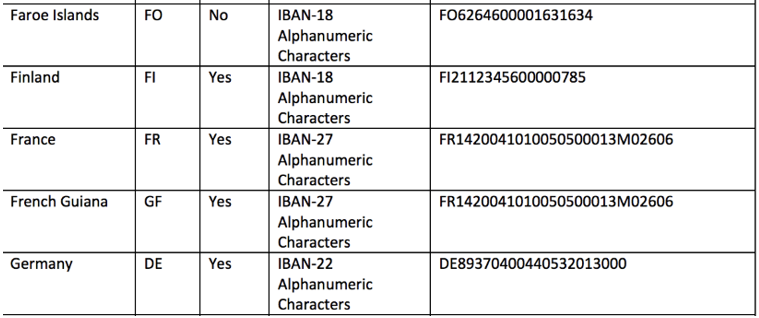 Faroe Islands FO No IBAN-18 FO6264600001631634
Alphanumeric
Characters
Finland FI Yes IBAN-18 FI2112345600000785
Alphanumeric
Characters
France FR Yes IBAN-27 FR1420041010050500013M02606
Alphanumeric
Characters
French Guiana GF Yes IBAN-27 FR1420041010050500013M02606
Alphanumeric
Characters
Germany DE Yes IBAN-22 DE89370400440532013000
Alphanumeric
Characters